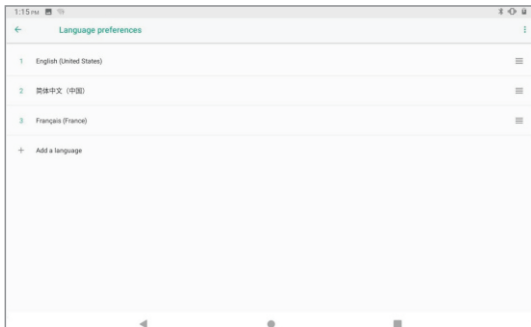 1:15 PM
Language preferences
1 English (United States)
2 简体中文（中国）
3 Français (France)
+ Add a language